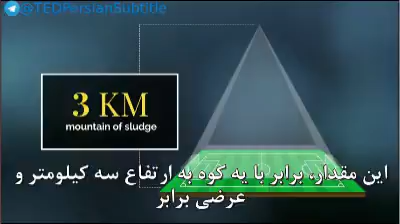 @TEDPersianSubtitle
3 KM
mountain of sludge
این مقدار، برابر با یه کوه به ارتفاع سه کیلومتر و
عرضی برابر